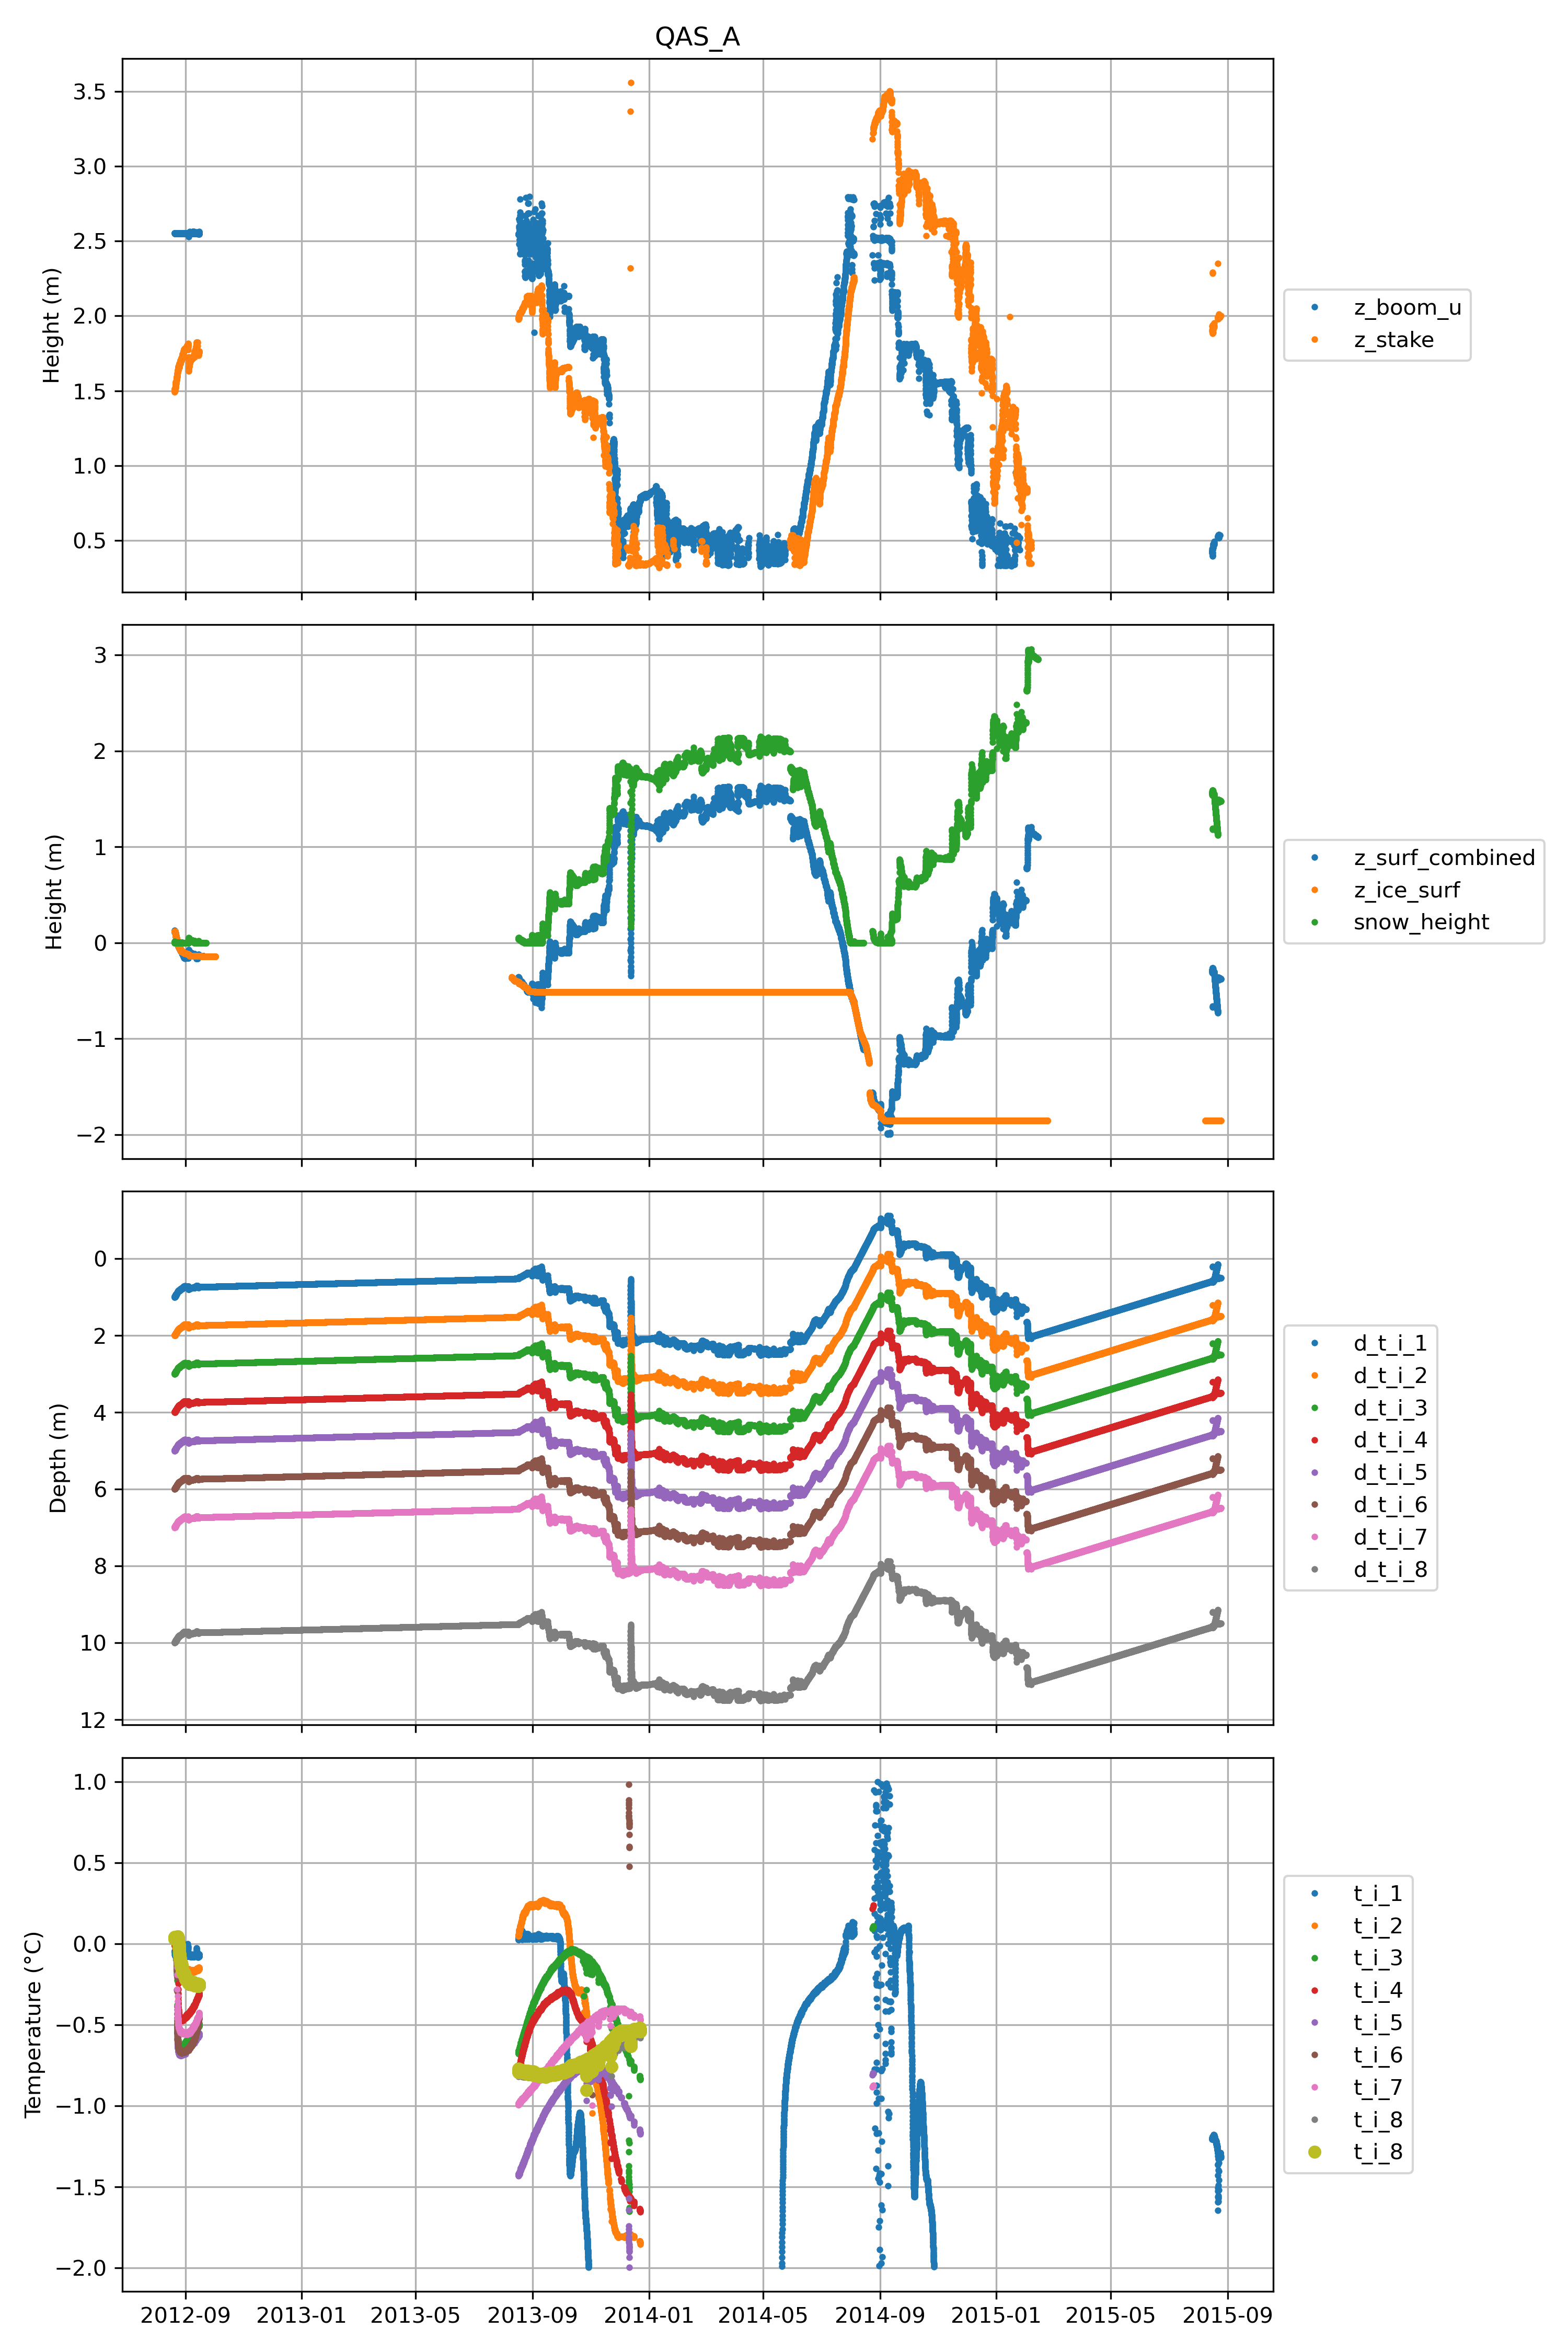 QAS_A
Height (m)
3.5
3.0
2.5
2.0
1.5
1.0
0.5
z_boom_u
z_stake
Height (m)
3
2
1
0
−1
−2
z_surf_combined
z_ice_surf
snow_height
Depth (m)
0
2
4
6
8
10
12
d_t_i_1
d_t_i_2
d_t_i_3
d_t_i_4
d_t_i_5
d_t_i_6
d_t_i_7
d_t_i_8
Temperature (°C)
1.0
0.5
0.0
−0.5
−1.0
−1.5
−2.0
t_i_1
t_i_2
t_i_3
t_i_4
t_i_5
t_i_6
t_i_7
t_i_8
t_i_8
2012-09 2013-01 2013-05 2013-09 2014-01 2014-05 2014-09 2015-01 2015-05 2015-09